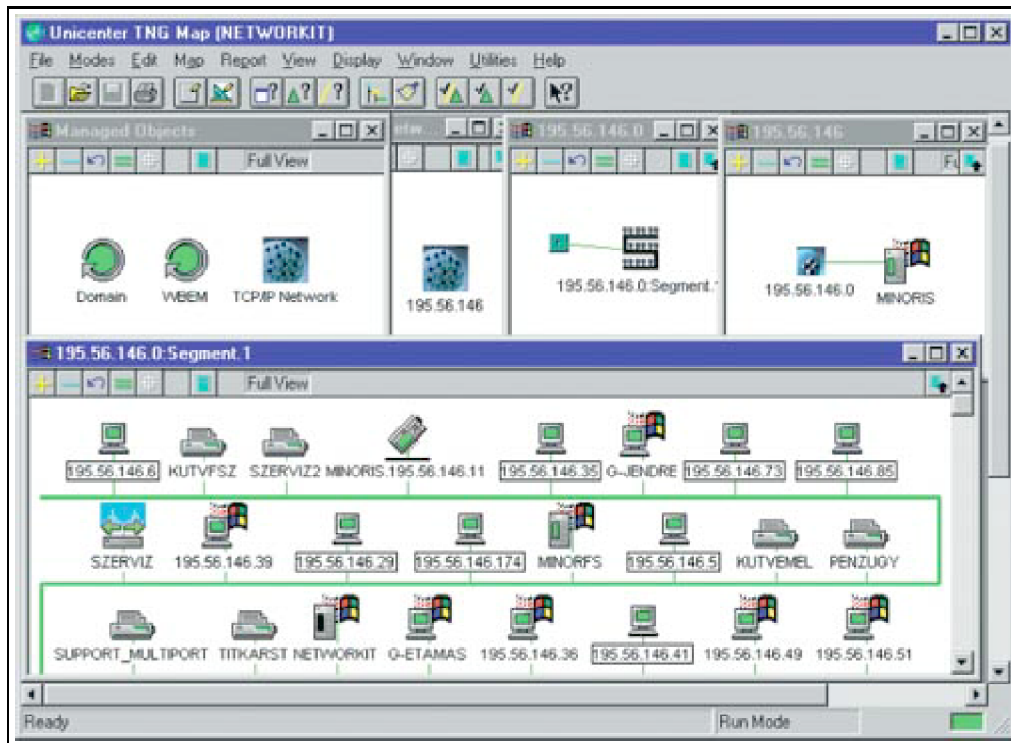 Unicenter TNG Map (NETWORKIT)
File Modes Edit Map Report View Display Window Utilities Help
Managed Objects
195.56.146.0
195.56.146
Full View
Domain
WBEM
TCP/IP Network
195.56.146
195.56.146.0:Segment.
195.56.146.0
MINORIS
195.56.146.0:Segment.1
Full View
195.56.146.6 KUTVFSZ SZERVIZ2 MINORIS.195.56.146.11 195.56.146.35 G-JENDRE 195.56.146.73 195.56.146.85
SZERVIZ 195.56.146.39 195.56.146.29 195.56.146.174 MINORFS 195.56.146.5 KUTVEMEL PENZUGY
SUPPORT_MULTIPORT TITKARST NETWORKIT G-ETAMAS 195.56.146.36 195.56.146.41 195.56.146.49 195.56.146.51
Ready
Run Mode